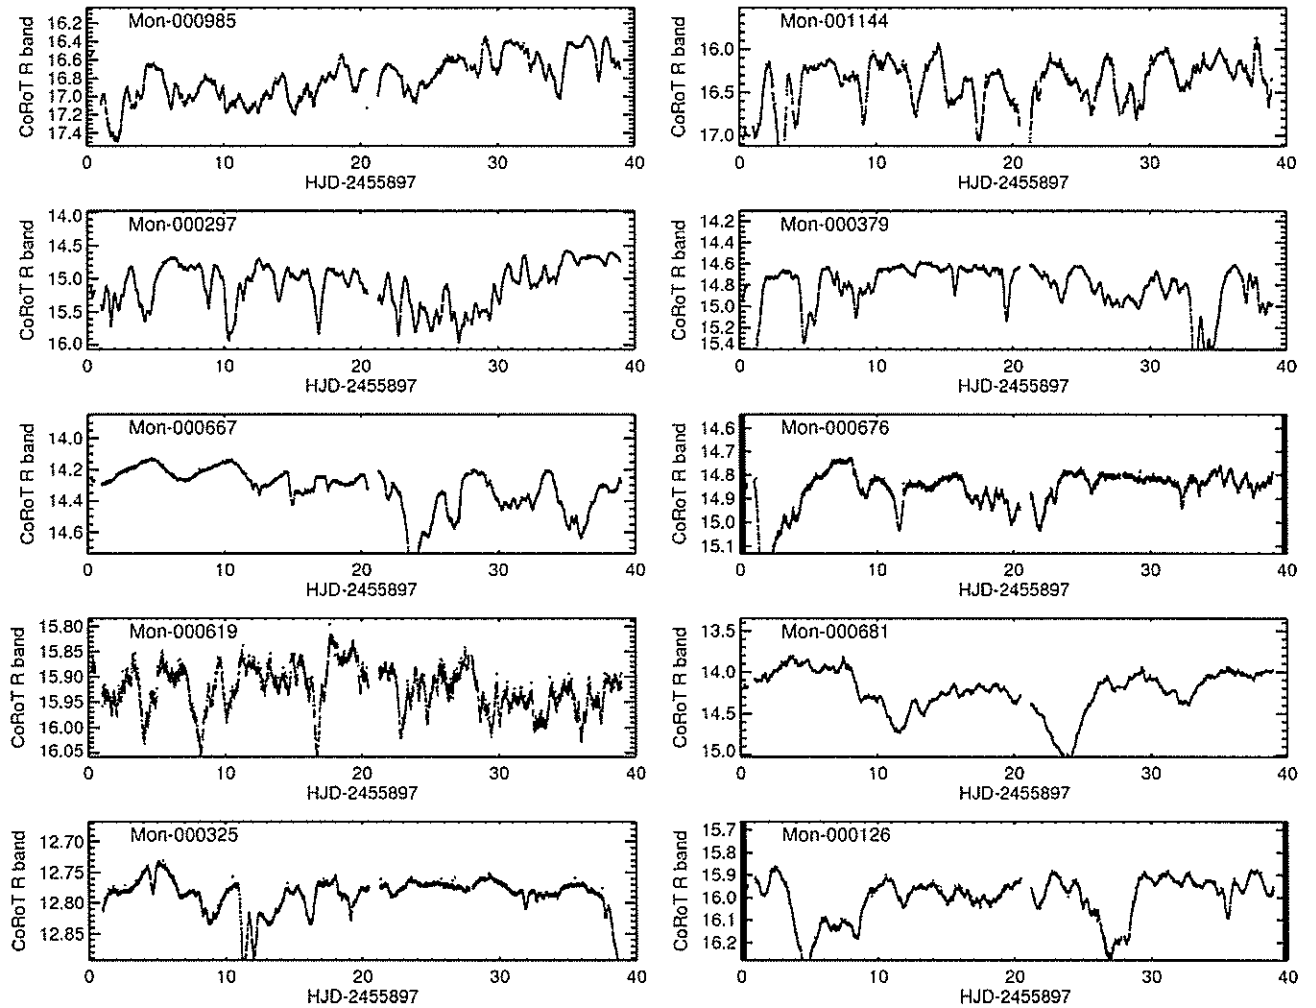 Mon-000985
CoRoT R band
16.2
16.4
16.6
16.8
17.0
17.2
17.4
0 10 20 30 40
HJD-2455897
Mon-001144
CoRoT R band
16.0
16.5
17.0
0 10 20 30 40
HJD-2455897
Mon-000297
CoRoT R band
14.0
14.5
15.0
15.5
16.0
0 10 20 30 40
HJD-2455897
Mon-000379
CoRoT R band
14.2
14.4
14.6
14.8
15.0
15.2
15.4
0 10 20 30 40
HJD-2455897
Mon-000667
CoRoT R band
14.0
14.2
14.4
14.6
0 10 20 30 40
HJD-2455897
Mon-000676
CoRoT R band
14.6
14.7
14.8
14.9
15.0
15.1
0 10 20 30 40
HJD-2455897
Mon-000619
CoRoT R band
15.80
15.85
15.90
15.95
16.00
16.05
0 10 20 30 40
HJD-2455897
Mon-000681
CoRoT R band
13.5
14.0
14.5
15.0
0 10 20 30 40
HJD-2455897
Mon-000325
CoRoT R band
12.70
12.75
12.80
12.85
0 10 20 30 40
HJD-2455897
Mon-000126
CoRoT R band
15.7
15.8
15.9
16.0
16.1
16.2
0 10 20 30 40
HJD-2455897